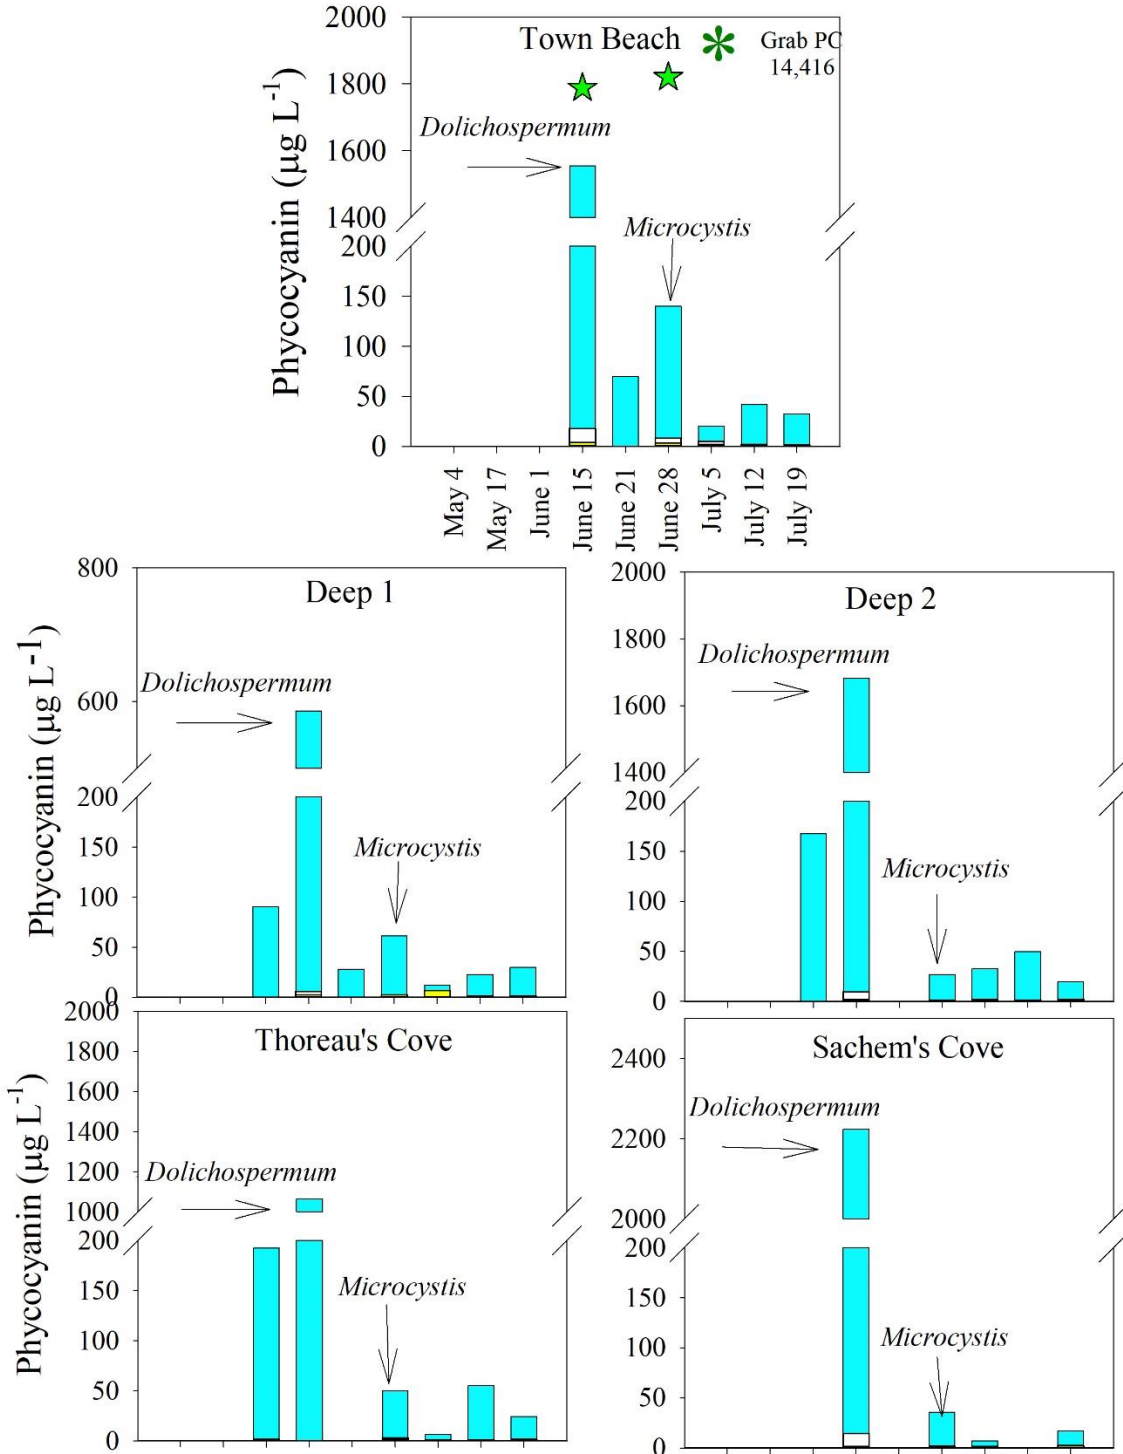 Town Beach
Grab PC
14,416
Phycocyanin (µg L⁻¹)
2000
1800
1600
1400
200
150
100
50
0
Dolichospermum
Microcystis
May 4
May 17
June 1
June 15
June 21
June 28
July 5
July 12
July 19
Deep 1
Phycocyanin (µg L⁻¹)
800
600
200
150
100
50
0
Dolichospermum
Microcystis
Deep 2
2000
1800
1600
1400
200
150
100
50
0
Dolichospermum
Microcystis
Thoreau's Cove
Phycocyanin (µg L⁻¹)
2000
1800
1600
1400
1200
1000
200
150
100
50
0
Dolichospermum
Microcystis
Sachem's Cove
2400
2200
2000
200
150
100
50
0
Dolichospermum
Microcystis